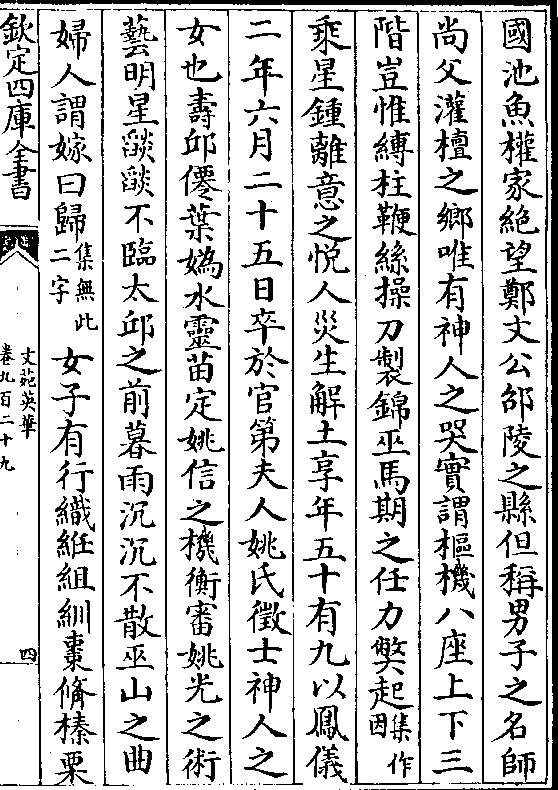 國池魚權家絶望鄭文公邵陵之縣但稱男子之名師
尚父灌檀之鄉唯有神人之哭實謂樞機八座上下三
階豈惟縳柱鞭絲操刀製錦巫馬期之任力弊起集作因
乘星鍾離意之悦人災生解土享年五十有九以鳳儀
二年六月二十五日卒於官第夫人姚氏徵士神人之
女也壽邱僊葉嬀水靈苗定姚信之機衡審姚光之術
藝明星燄燄不臨太邱之前暮雨沉沉不散巫山之曲
婦人謂嫁曰歸集無此二字女子有行織紝組紃棗脩榛栗
欽定四庫全書
文苑英華
卷九百二十九
四